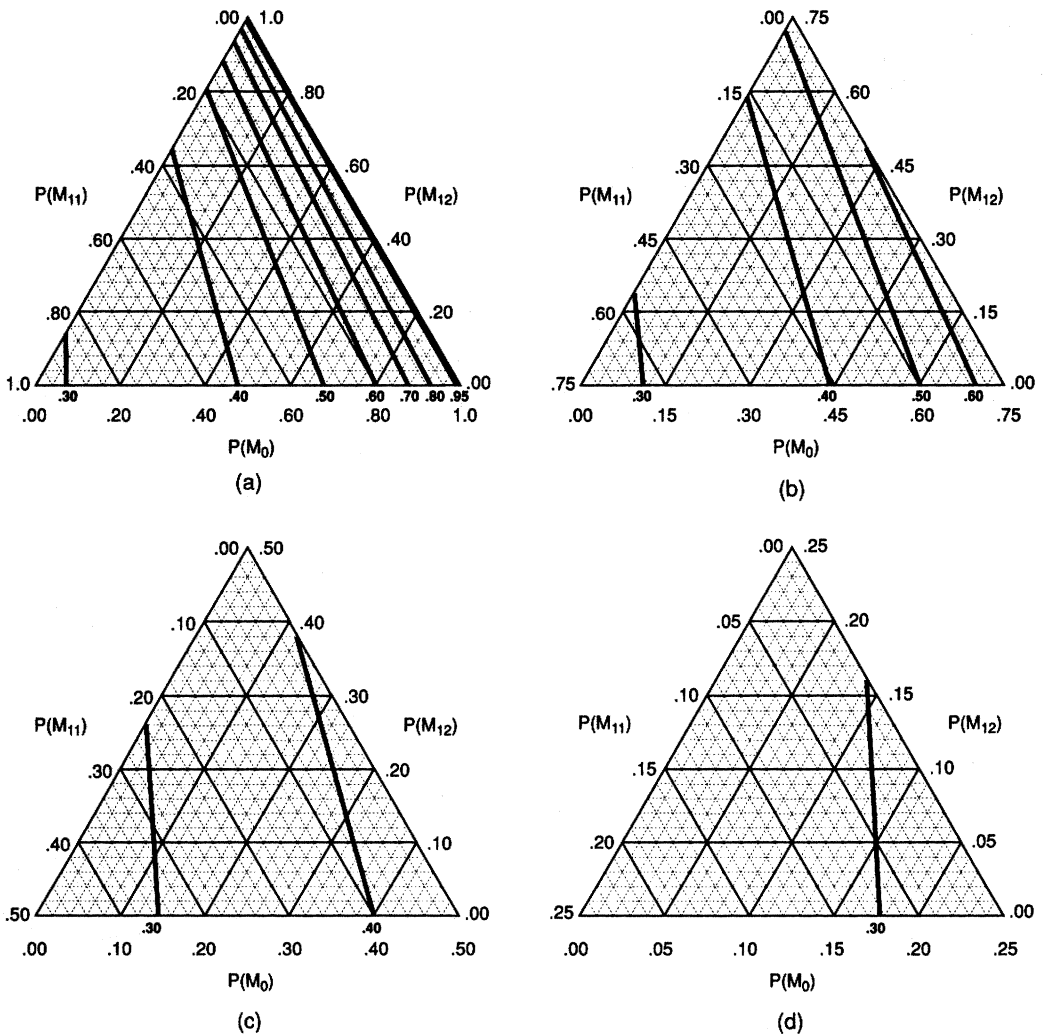 .00 1.0
.20 .80
.40 .60
P(M11) P(M12)
.60 .40
.80 .20
1.0 .00
.30 .40 .50 .60 .70 .80 .95
.00 .20 .40 .60 .80 1.0
P(M0)
(a)
.00 .75
.15 .60
.30 .45
P(M11) P(M12)
.45 .30
.60 .15
.75 .00
.30 .40 .50 .60
.00 .15 .30 .45 .60 .75
P(M0)
(b)
.00 .50
.10 .40
.20 .30
P(M11) P(M12)
.30 .20
.40 .10
.50 .00
.30 .40
.00 .10 .20 .30 .40 .50
P(M0)
(c)
.00 .25
.05 .20
.10 .15
P(M11) P(M12)
.15 .10
.20 .05
.25 .00
.30
.00 .05 .10 .15 .20 .25
P(M0)
(d)